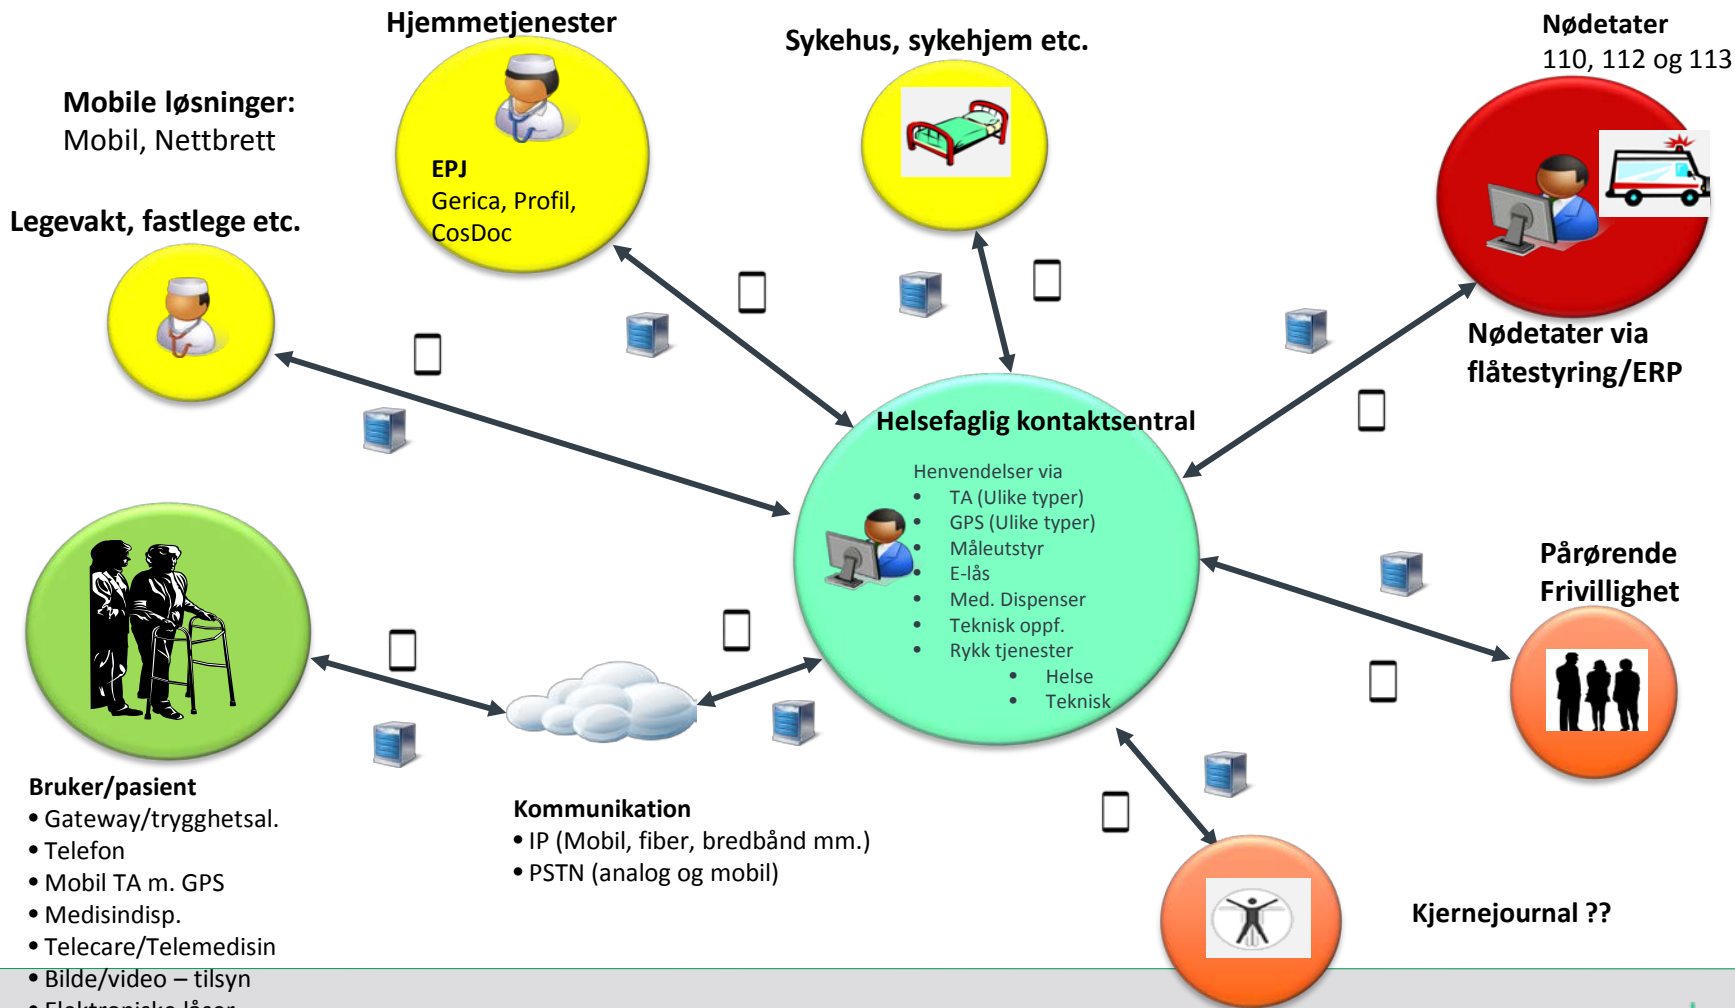 Hjemmetjenester
Sykehus, sykehjem etc.
Nødetater
110, 112 og 113
Mobile løsninger:
Mobil, Nettbrett
EPJ
Gerica, Profil,
CosDoc
Legevakt, fastlege etc.
Nødetater via
flåtestyring/ERP
Helsefaglig kontaktsentral
Henvendelser via
• TA (Ulike typer)
• GPS (Ulike typer)
• Måleutstyr
• E-lås
• Med. Dispenser
• Teknisk oppf.
• Rykk tjenester
• Helse
• Teknisk
Pårørende
Frivillighet
Bruker/pasient
• Gateway/trygghetsal.
• Telefon
• Mobil TA m. GPS
• Medisindisp.
• Telecare/Telemedisin
• Bilde/video – tilsyn
• Elektroniske låser
Kommunikation
• IP (Mobil, fiber, bredbånd mm.)
• PSTN (analog og mobil)
Kjernejournal ??